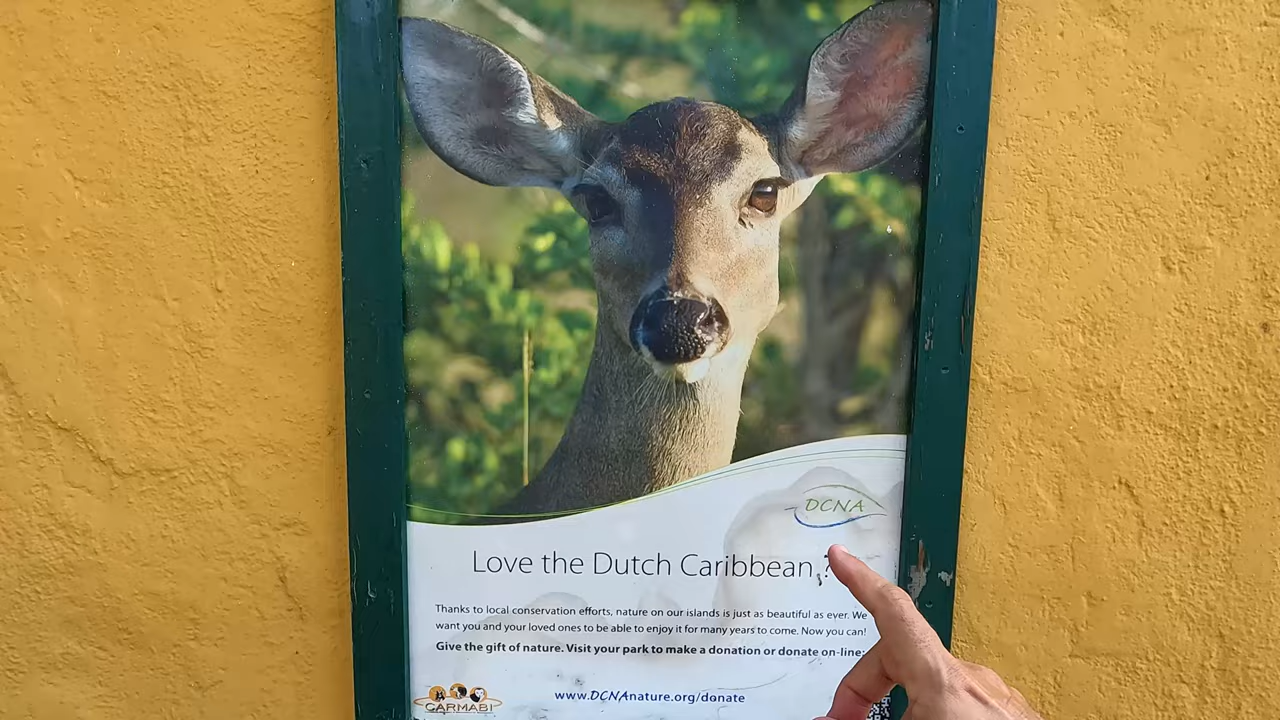 DCNA
Love the Dutch Caribbean ?
Thanks to local conservation efforts, nature on our islands is just as beautiful as ever. We
want you and your loved ones to be able to enjoy it for many years to come. Now you can!
Give the gift of nature. Visit your park to make a donation or donate on-line:
www.DCNAnature.org/donate
CARMABI